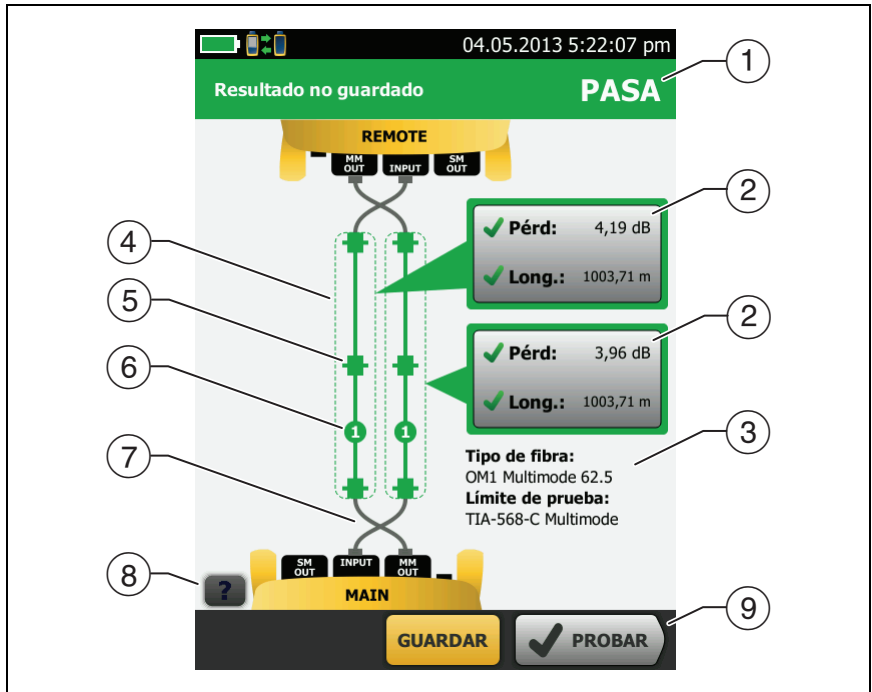 04.05.2013 5:22:07 pm
1
Resultado no guardado PASA
REMOTE
MM OUT INPUT SM OUT
2
Pérd: 4,19 dB
Long.: 1003,71 m
4
5
2
Pérd: 3,96 dB
Long.: 1003,71 m
6
1 1
3
Tipo de fibra:
OM1 Multimode 62.5
Límite de prueba:
TIA-568-C Multimode
7
SM OUT INPUT MM OUT
8
?
MAIN
9
GUARDAR PROBAR